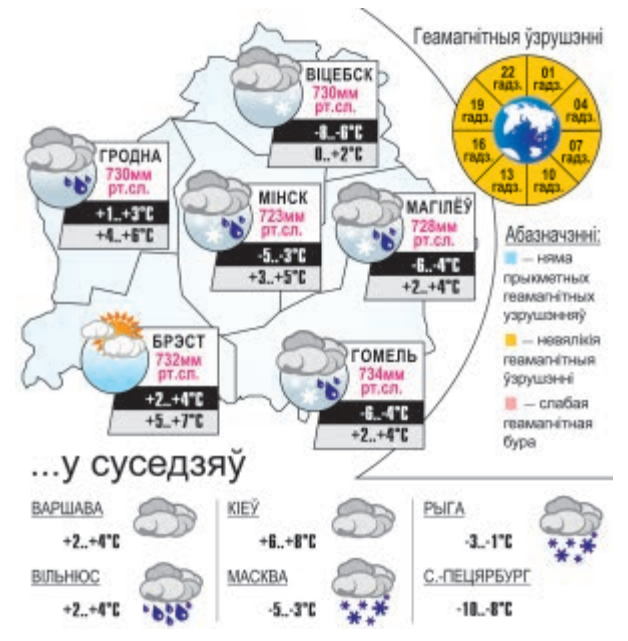 Геамагнітныя ўзрушэнні
22 гадз.
01 гадз.
04 гадз.
07 гадз.
10 гадз.
13 гадз.
16 гадз.
19 гадз.
ВІЦЕБСК
730мм
рт.сл.
-8..-6°C
0..+2°C
ГРОДНА
730мм
рт.сл.
+1..+3°C
+4..+6°C
МІНСК
723мм
рт.сл.
-5..-3°C
+3..+5°C
МАГІЛЁЎ
728мм
рт.сл.
-6..-4°C
+2..+4°C
БРЭСТ
732мм
рт.сл.
+2..+4°C
+5..+7°C
ГОМЕЛЬ
734мм
рт.сл.
-6..-4°C
+2..+4°C
Абазначэнні:
– няма
прыкметных
геамагнітных
узрушэнняў
– невялікія
геамагнітныя
ўзрушэнні
– слабая
геамагнітная
бура
...у суседзяў
ВАРШАВА
+2..+4°C
КІЕЎ
+6..+8°C
РЫГА
-3..-1°C
ВІЛЬНЮС
+2..+4°C
МАСКВА
-5..-3°C
С.-ПЕЦЯРБУРГ
-10..-8°C